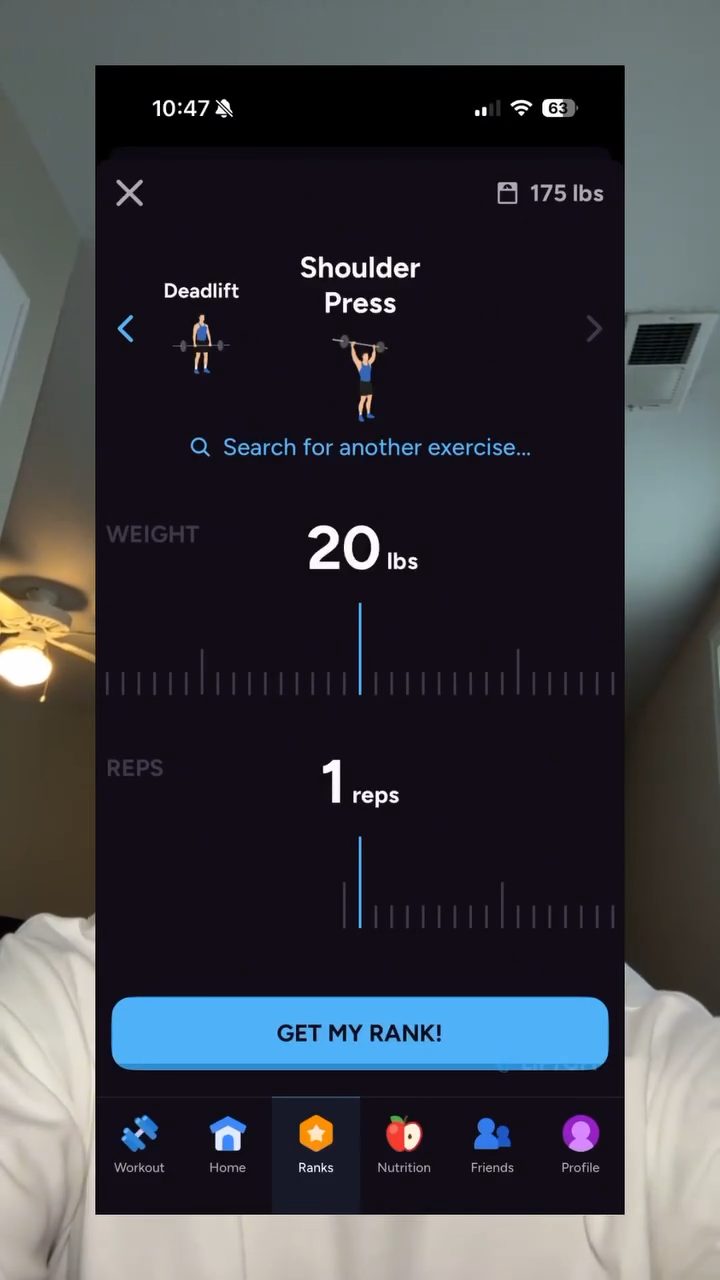 10:47
63
175 lbs
Shoulder
Press
Deadlift
Search for another exercise...
WEIGHT
20 lbs
REPS
1 reps
GET MY RANK!
Workout
Home
Ranks
Nutrition
Friends
Profile